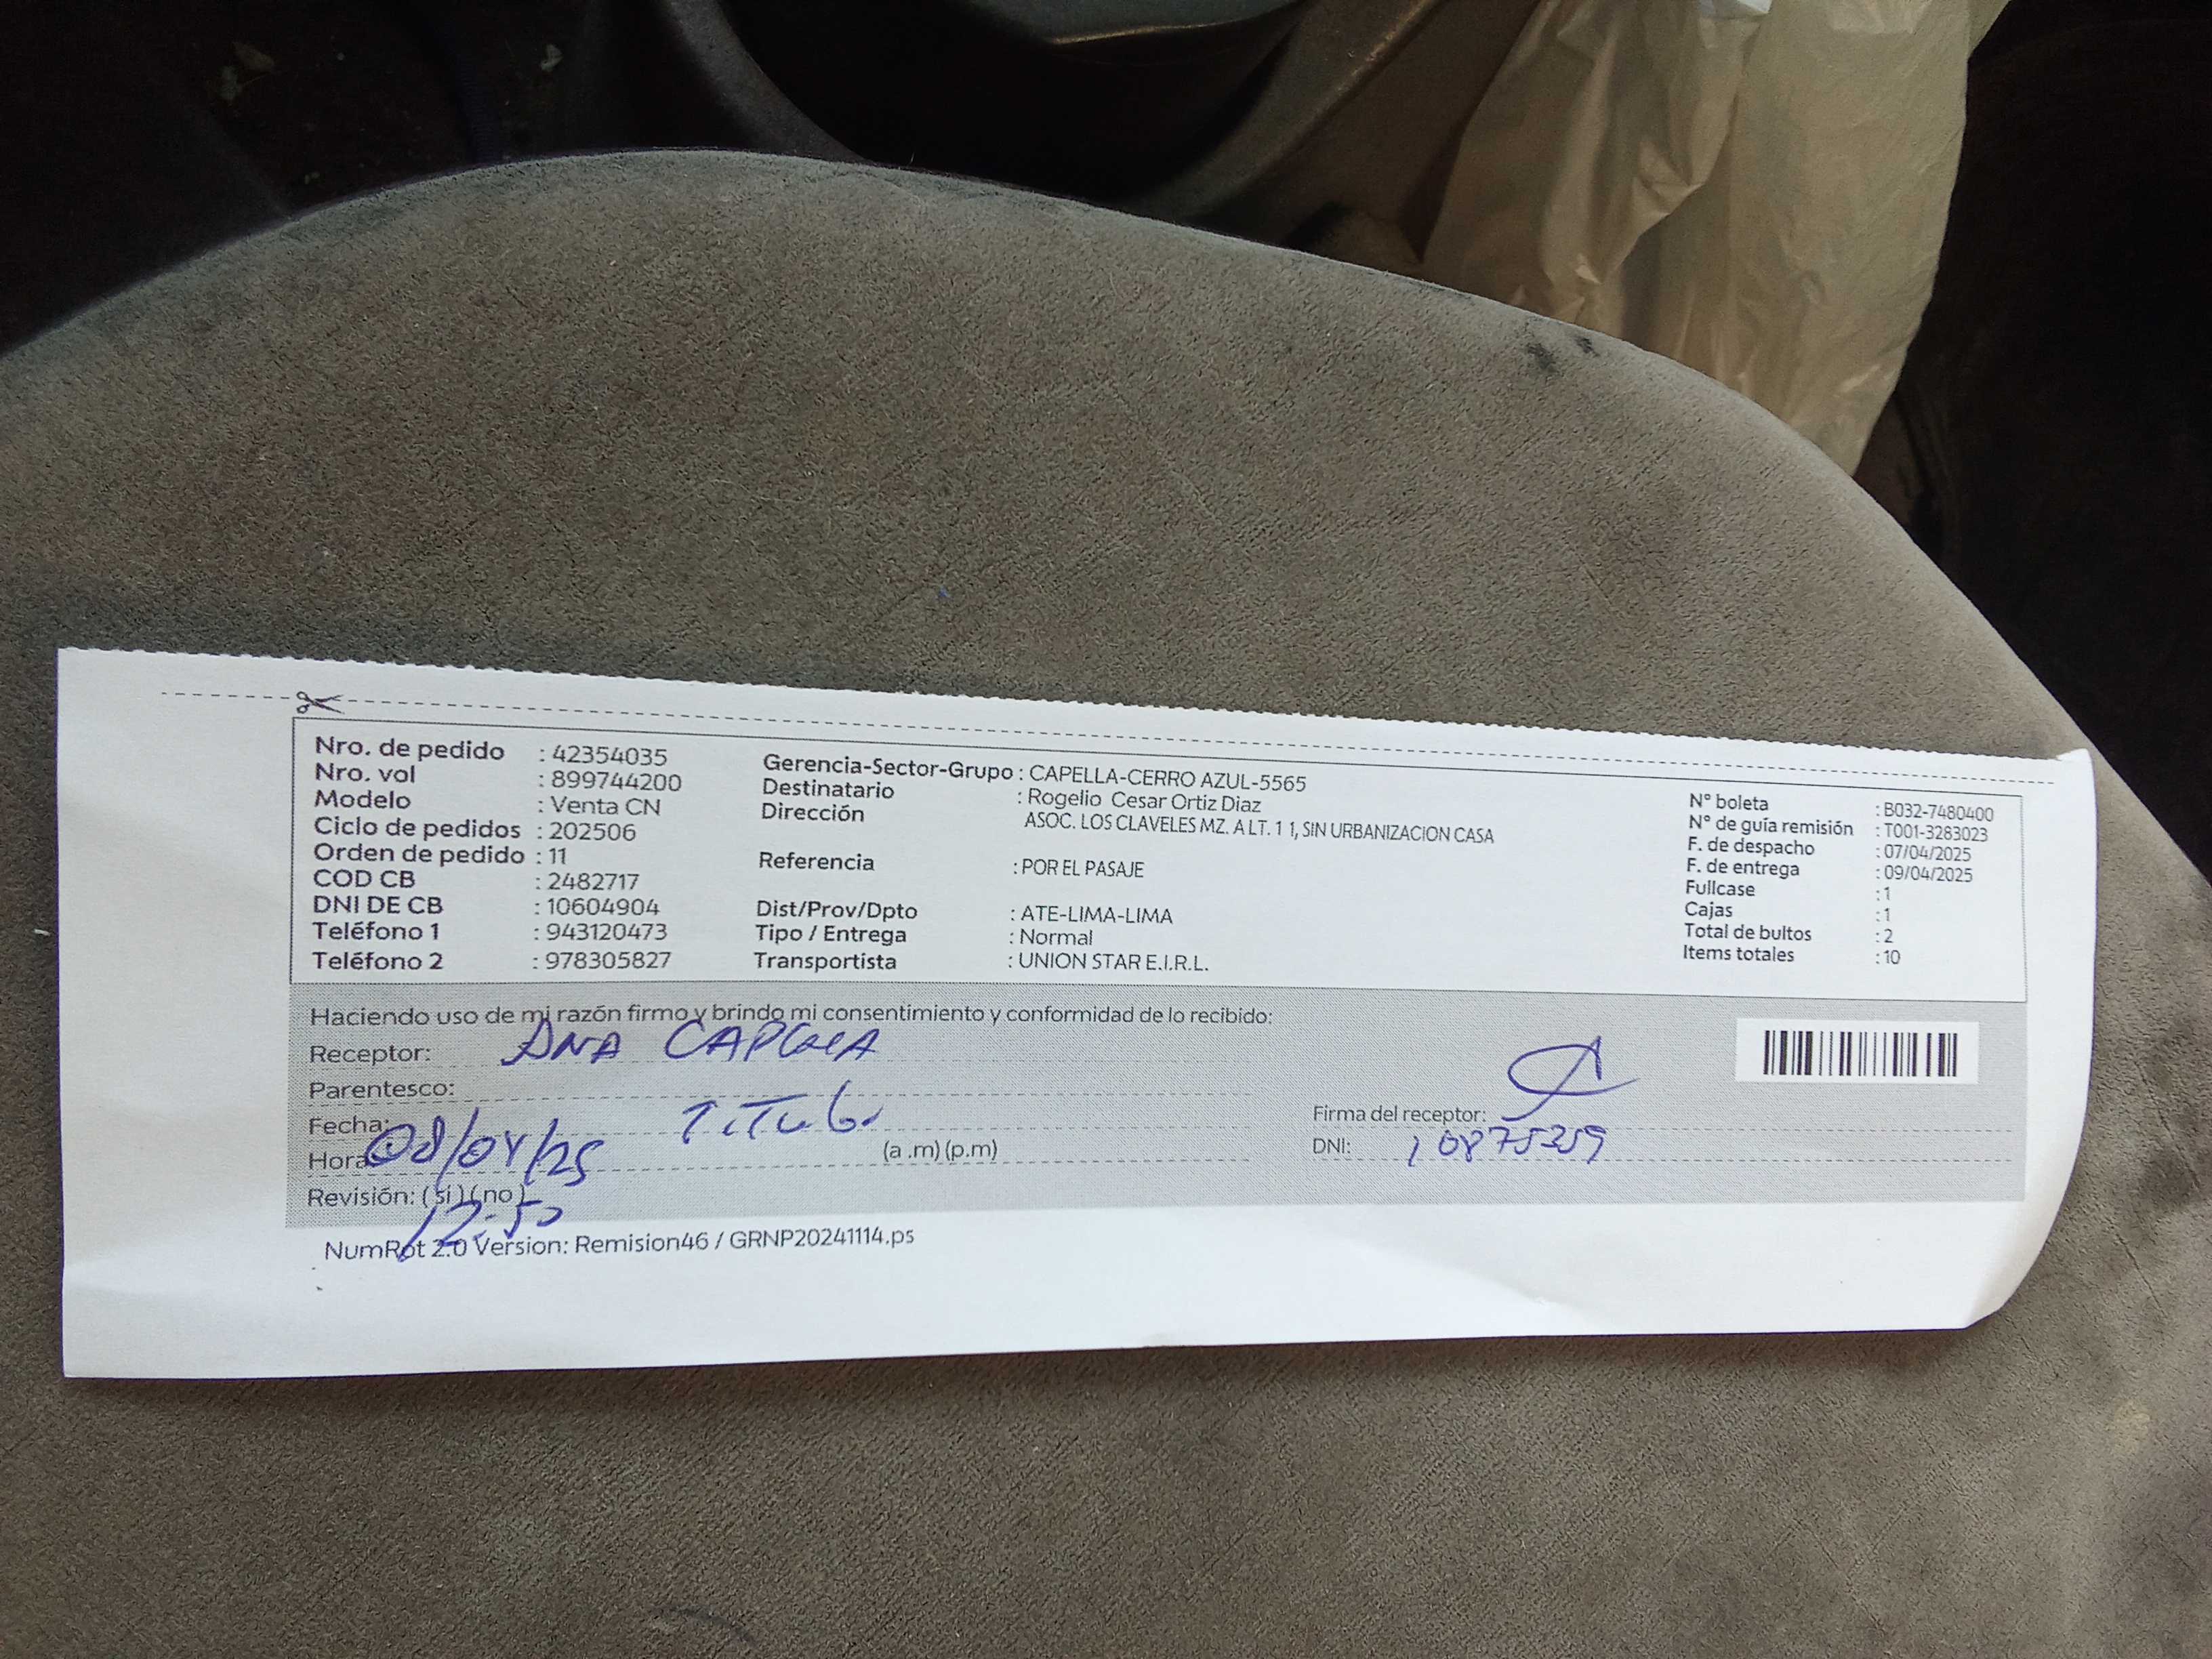 Nro. de pedido : 42354035
Nro. vol : 899744200
Modelo : Venta CN
Ciclo de pedidos : 202506
Orden de pedido : 11
COD CB : 2482717
DNI DE CB : 10604904
Teléfono 1 : 943120473
Teléfono 2 : 978305827
Gerencia-Sector-Grupo : CAPELLA-CERRO AZUL-5565
Destinatario : Rogelio Cesar Ortiz Diaz
Dirección ASOC. LOS CLAVELES MZ. A LT. 1 1, SIN URBANIZACION CASA
Referencia : POR EL PASAJE
Dist/Prov/Dpto : ATE-LIMA-LIMA
Tipo / Entrega : Normal
Transportista : UNION STAR E.I.R.L.
N° boleta : B032-7480400
N° de guía remisión : T001-3283023
F. de despacho : 07/04/2025
F. de entrega : 09/04/2025
Fullcase : 1
Cajas : 1
Total de bultos : 2
Items totales : 10
Haciendo uso de mi razón firmo y brindo mi consentimiento y conformidad de lo recibido:
Receptor: ANA
Parentesco:
Fecha: 08/04/25
Hora: (a .m) (p.m)
Revisión: (si) (no)
12:50
Firma del receptor:
DNI:
NumRot 2.0 Version: Remision46 / GRNP20241114.ps